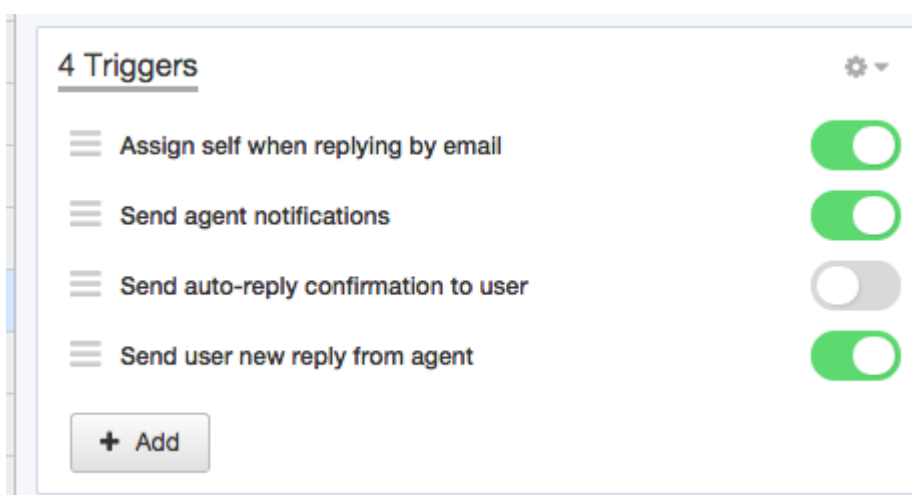 4 Triggers
Assign self when replying by email
Send agent notifications
Send auto-reply confirmation to user
Send user new reply from agent
+ Add